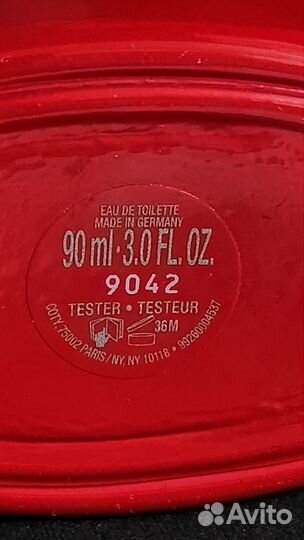 EAU DE TOILETTE
MADE IN GERMANY
90 ml · 3.0 FL. OZ.
9042
TESTER • TESTEUR
36M
COTY, 75002 PARIS / NY, NY 10118 • 99260004537
Avito